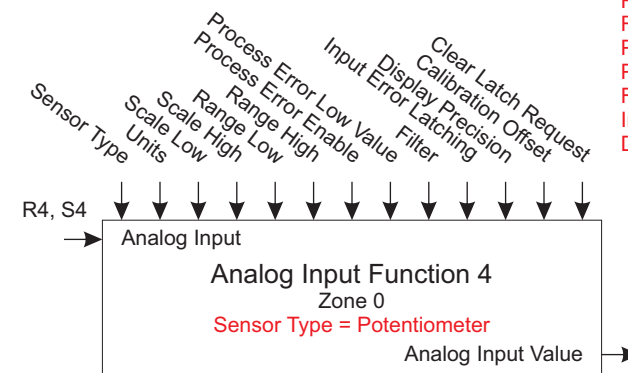 Sensor Type
Units
Scale Low
Scale High
Range Low
Range High
Process Error Enable
Process Error Low Value
Filter
Input Error Latching
Display Precision
Calibration Offset
Clear Latch Request
R4, S4
Analog Input
Analog Input Function 4
Zone 0
Sensor Type = Potentiometer
Analog Input Value